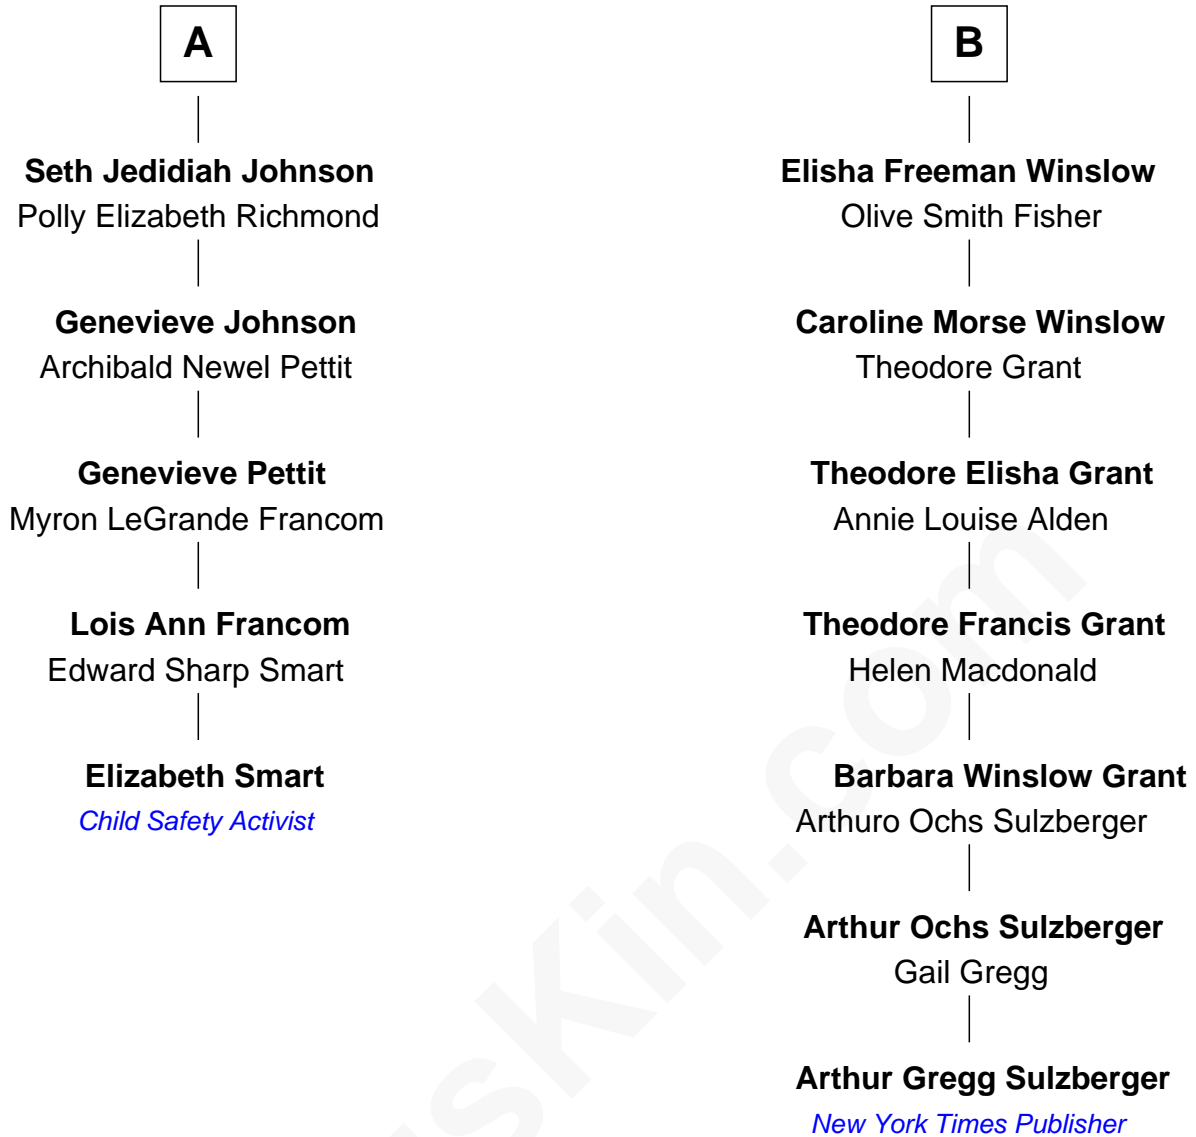 A
Seth Jedidiah Johnson
Polly Elizabeth Richmond
Genevieve Johnson
Archibald Newel Pettit
Genevieve Pettit
Myron LeGrande Francom
Lois Ann Francom
Edward Sharp Smart
Elizabeth Smart
Child Safety Activist
B
Elisha Freeman Winslow
Olive Smith Fisher
Caroline Morse Winslow
Theodore Grant
Theodore Elisha Grant
Annie Louise Alden
Theodore Francis Grant
Helen Macdonald
Barbara Winslow Grant
Arthuro Ochs Sulzberger
Arthur Ochs Sulzberger
Gail Gregg
Arthur Gregg Sulzberger
New York Times Publisher
sKin.com